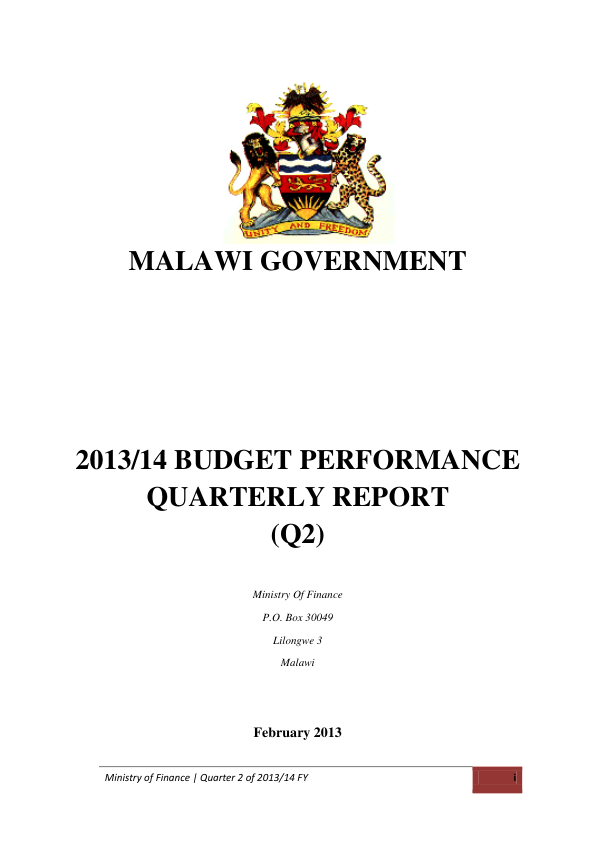 UNITY AND FREEDOM
MALAWI GOVERNMENT
2013/14 BUDGET PERFORMANCE
QUARTERLY REPORT
(Q2)
Ministry Of Finance
P.O. Box 30049
Lilongwe 3
Malawi
February 2013
Ministry of Finance | Quarter 2 of 2013/14 FY i